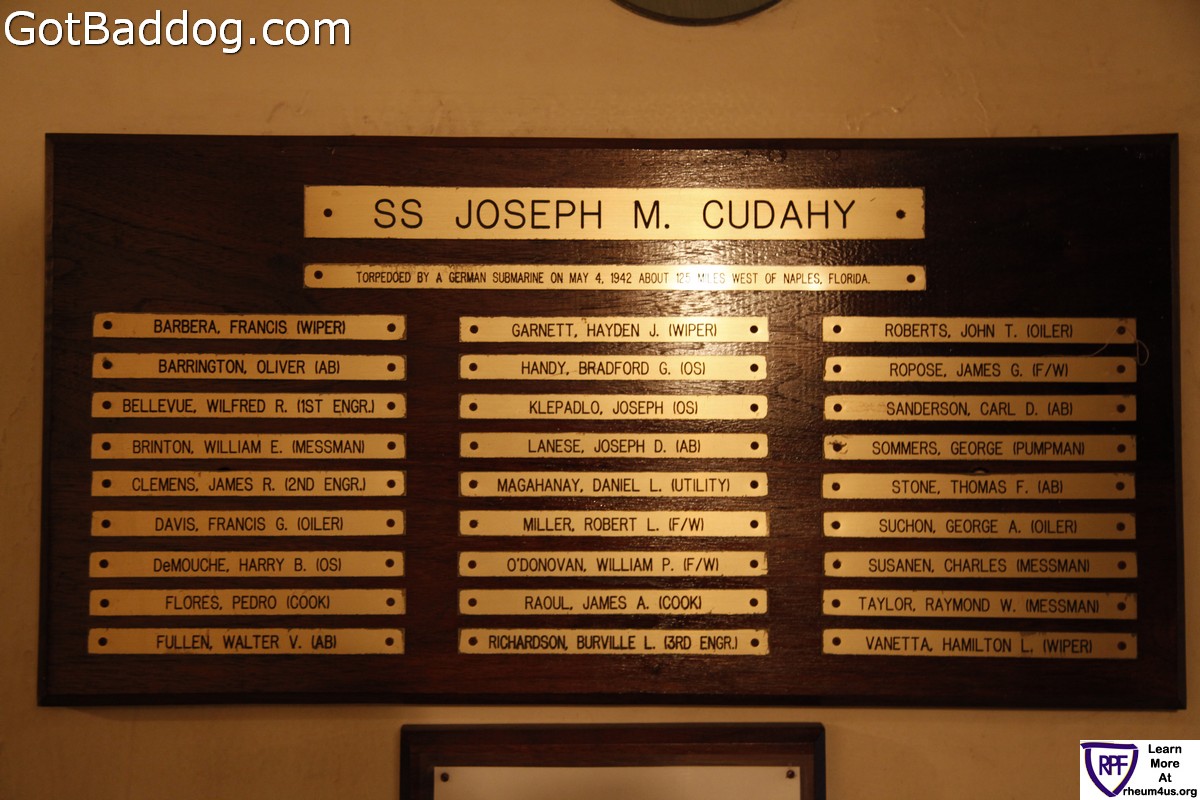 GotBaddog.com
SS JOSEPH M. CUDAHY
TORPEDOED BY A GERMAN SUBMARINE ON MAY 4, 1942 ABOUT 125 MILES WEST OF NAPLES, FLORIDA.
BARBERA, FRANCIS (WIPER)
BARRINGTON, OLIVER (AB)
BELLEVUE, WILFRED R. (1ST ENGR.)
BRINTON, WILLIAM E. (MESSMAN)
CLEMENS, JAMES R. (2ND ENGR.)
DAVIS, FRANCIS G. (OILER)
DeMOUCHE, HARRY B. (OS)
FLORES, PEDRO (COOK)
FULLEN, WALTER V. (AB)
GARNETT, HAYDEN J. (WIPER)
HANDY, BRADFORD G. (OS)
KLEPADLO, JOSEPH (OS)
LANESE, JOSEPH D. (AB)
MAGAHANAY, DANIEL L. (UTILITY)
MILLER, ROBERT L. (F/W)
O'DONOVAN, WILLIAM P. (F/W)
RAOUL, JAMES A. (COOK)
RICHARDSON, BURVILLE L. (3RD ENGR.)
ROBERTS, JOHN T. (OILER)
ROPOSE, JAMES G. (F/W)
SANDERSON, CARL D. (AB)
SOMMERS, GEORGE (PUMPMAN)
STONE, THOMAS F. (AB)
SUCHON, GEORGE A. (OILER)
SUSANEN, CHARLES (MESSMAN)
TAYLOR, RAYMOND W. (MESSMAN)
VANETTA, HAMILTON L. (WIPER)
RPF
Learn
More
At
rheum4us.org